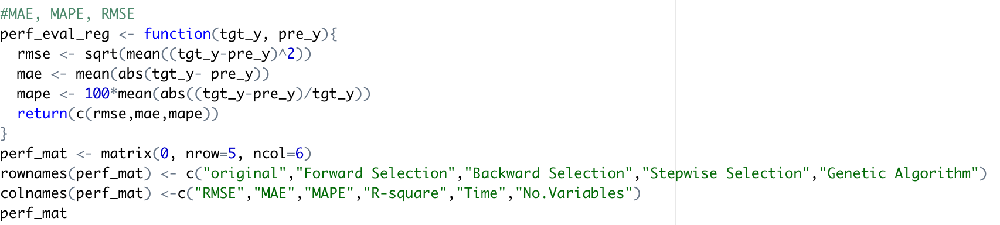 #MAE, MAPE, RMSE
perf_eval_reg <- function(tgt_y, pre_y){
  rmse <- sqrt(mean((tgt_y-pre_y)^2))
  mae <- mean(abs(tgt_y- pre_y))
  mape <- 100*mean(abs((tgt_y-pre_y)/tgt_y))
  return(c(rmse,mae,mape))
}
perf_mat <- matrix(0, nrow=5, ncol=6)
rownames(perf_mat) <- c("original","Forward Selection","Backward Selection","Stepwise Selection","Genetic Algorithm")
colnames(perf_mat) <-c("RMSE","MAE","MAPE","R-square","Time","No.Variables")
perf_mat